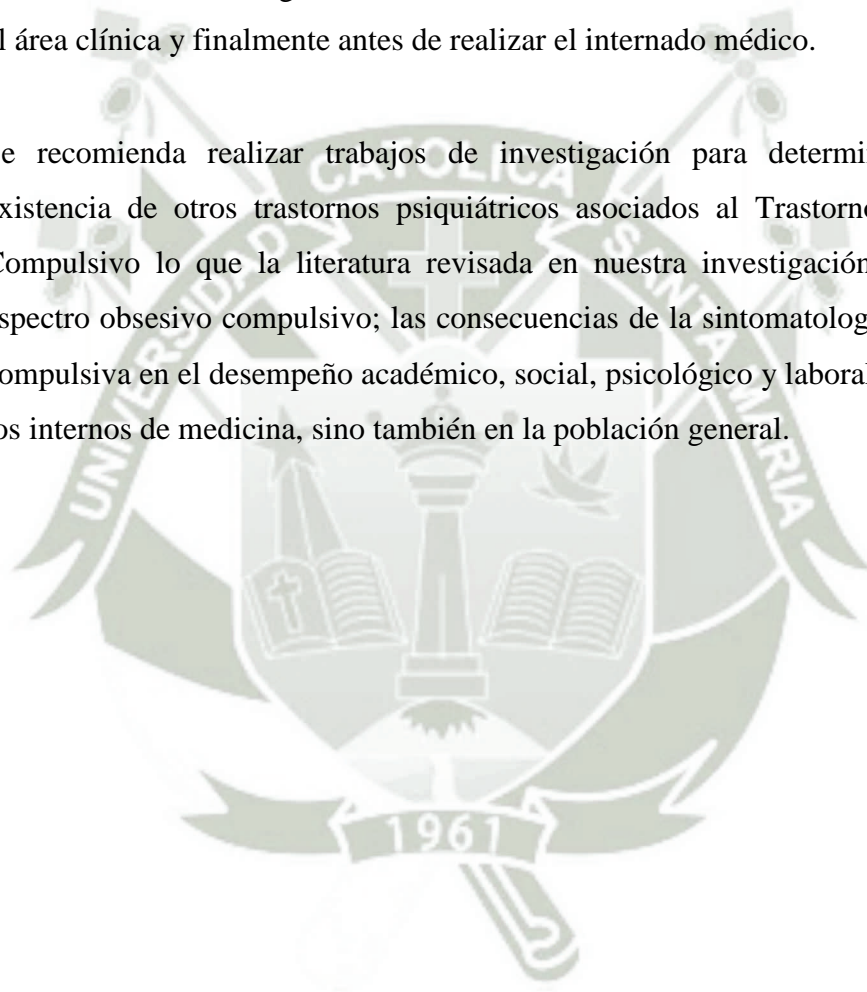 l área clínica y finalmente antes de realizar el internado médico.
e recomienda realizar trabajos de investigación para determi
xistencia de otros trastornos psiquiátricos asociados al Trastorno
Compulsivo lo que la literatura revisada en nuestra investigación
spectro obsesivo compulsivo; las consecuencias de la sintomatolog
ompulsiva en el desempeño académico, social, psicológico y laboral
os internos de medicina, sino también en la población general.
UNIVERSIDAD CATOLICA SANTA MARIA
1961